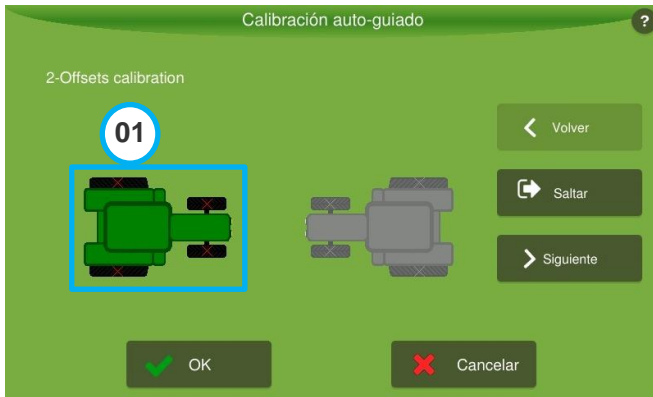 Calibración auto-guiado
?
2-Offsets calibration
01
Volver
Saltar
Siguiente
OK
Cancelar